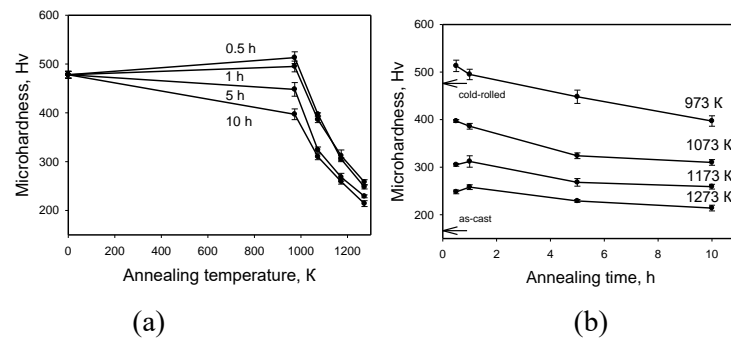 600
500
400
300
200
Microhardness, Hv
0.5 h
1 h
5 h
10 h
0 200 400 600 800 1000 1200
Annealing temperature, K
(a)
600
500
400
300
200
Microhardness, Hv
cold-rolled
as-cast
973 K
1073 K
1173 K
1273 K
0 2 4 6 8 10
Annealing time, h
(b)